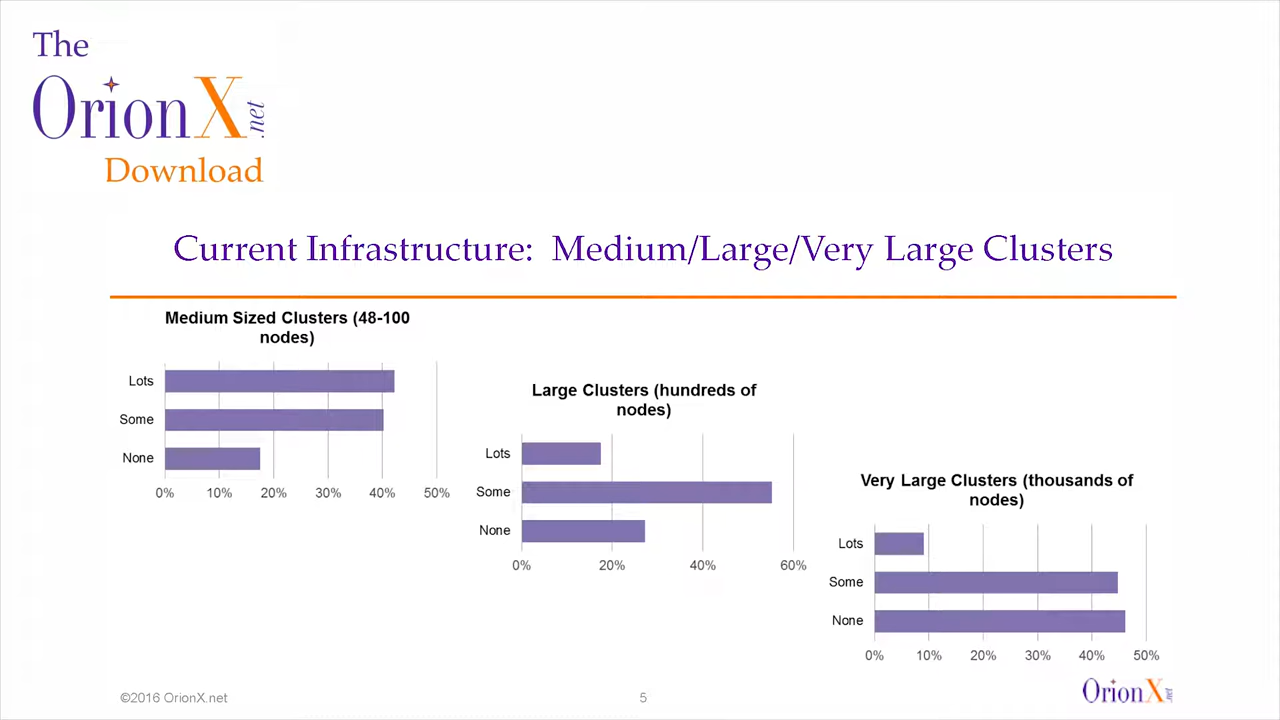 The
OrionX.net
Download
Current Infrastructure:  Medium/Large/Very Large Clusters
Medium Sized Clusters (48-100
nodes)
Lots
Some
None
0% 10% 20% 30% 40% 50%
Large Clusters (hundreds of
nodes)
Lots
Some
None
0% 20% 40% 60%
Very Large Clusters (thousands of
nodes)
Lots
Some
None
0% 10% 20% 30% 40% 50%
©2016 OrionX.net
5
OrionX.net